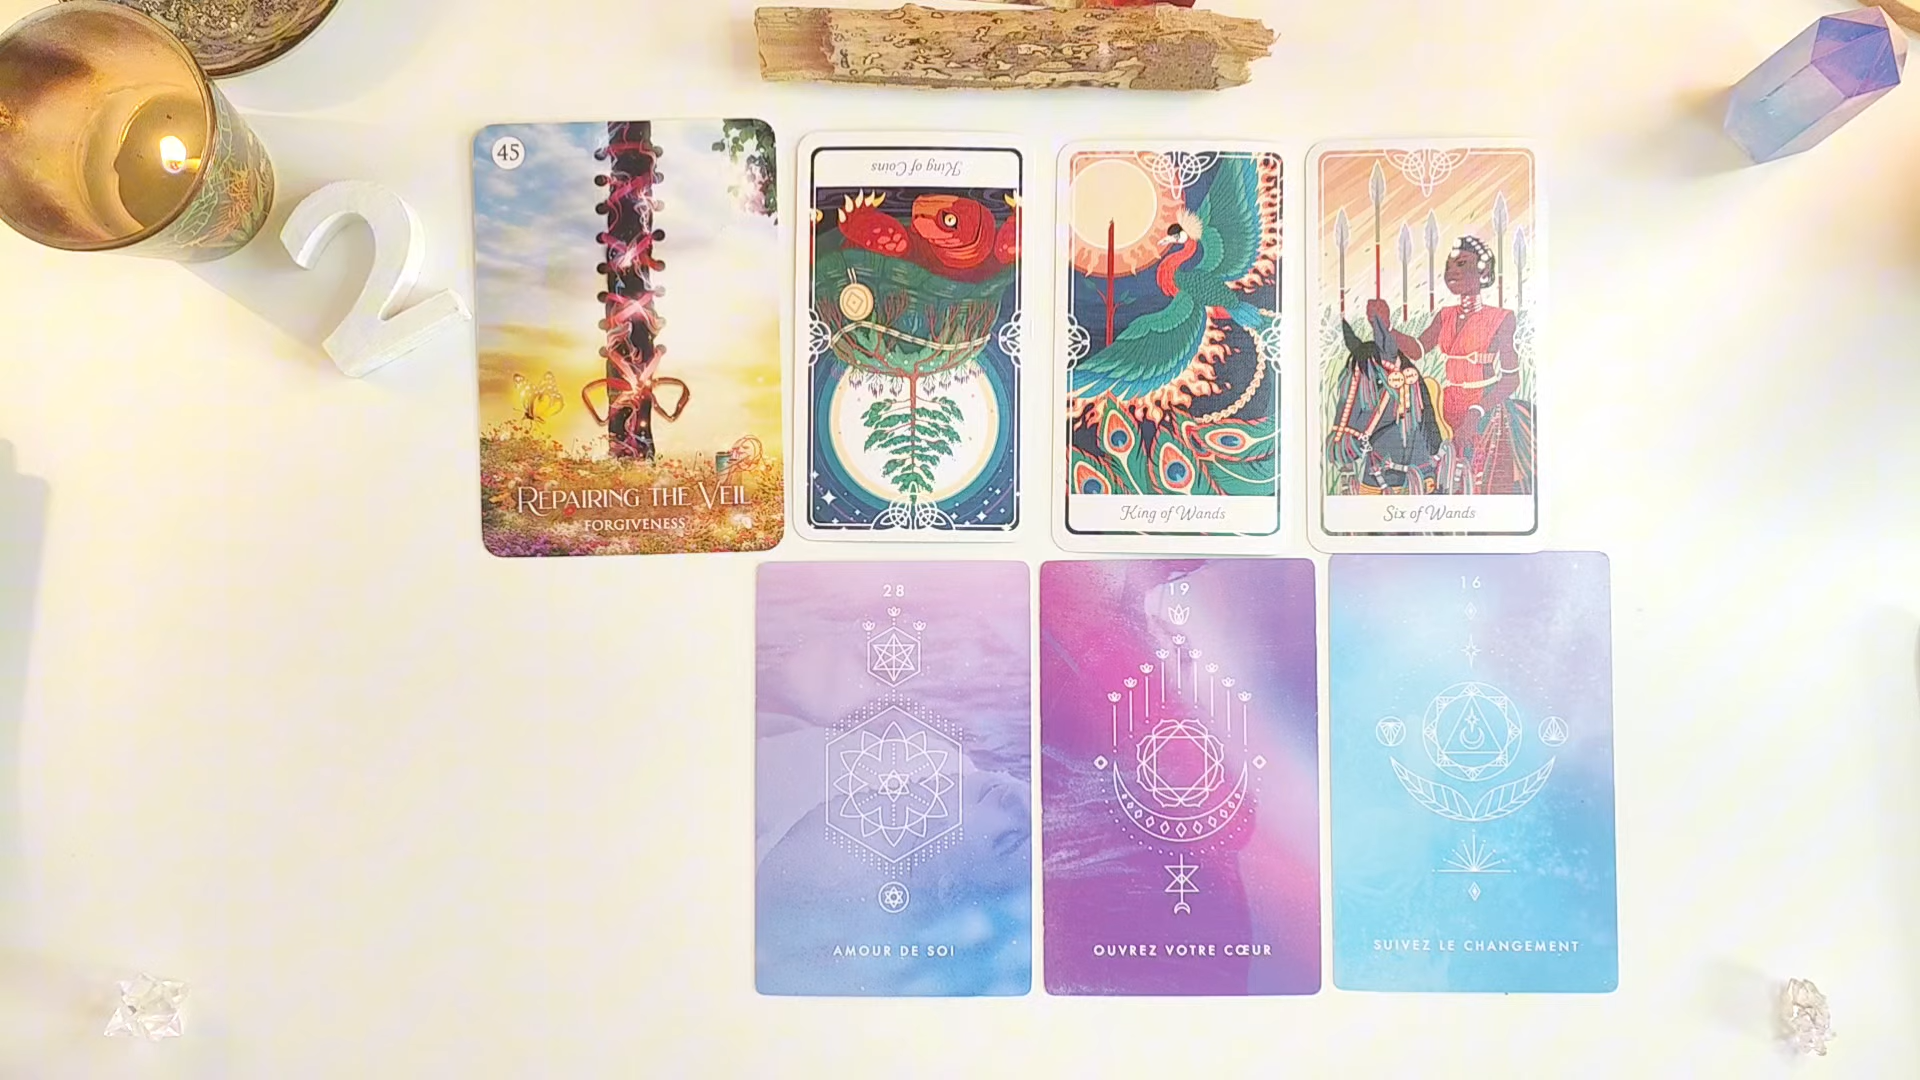 2
45
REPAIRING THE VEIL
FORGIVENESS
King of Coins
King of Wands
Six of Wands
28
AMOUR DE SOI
19
OUVREZ VOTRE CŒUR
16
SUIVEZ LE CHANGEMENT